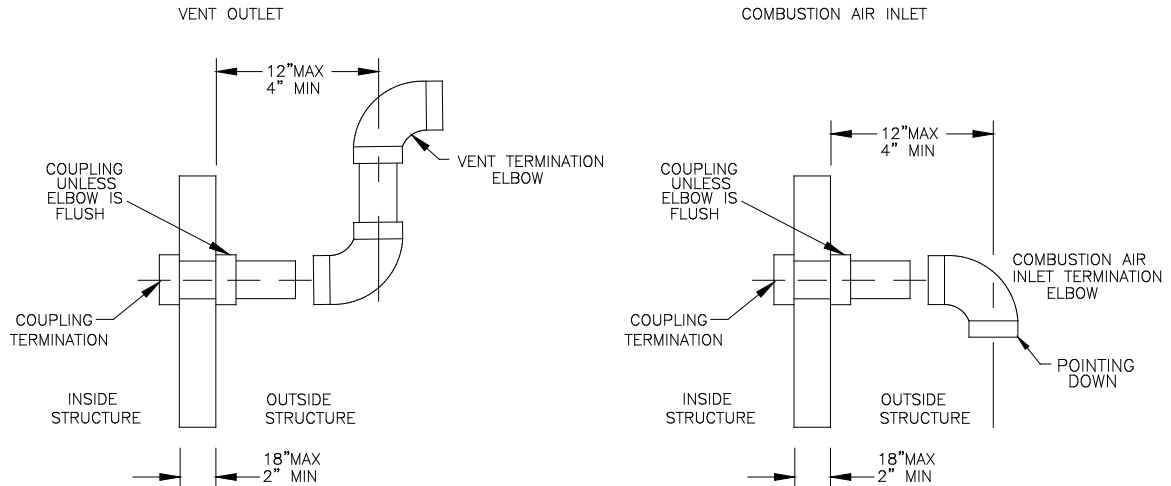 VENT OUTLET
12"MAX
4" MIN
VENT TERMINATION
ELBOW
COUPLING
UNLESS
ELBOW IS
FLUSH
COUPLING
TERMINATION
INSIDE
STRUCTURE
OUTSIDE
STRUCTURE
18"MAX
2" MIN
COMBUSTION AIR INLET
12"MAX
4" MIN
COUPLING
UNLESS
ELBOW IS
FLUSH
COMBUSTION AIR
INLET TERMINATION
ELBOW
COUPLING
TERMINATION
POINTING
DOWN
INSIDE
STRUCTURE
OUTSIDE
STRUCTURE
18"MAX
2" MIN